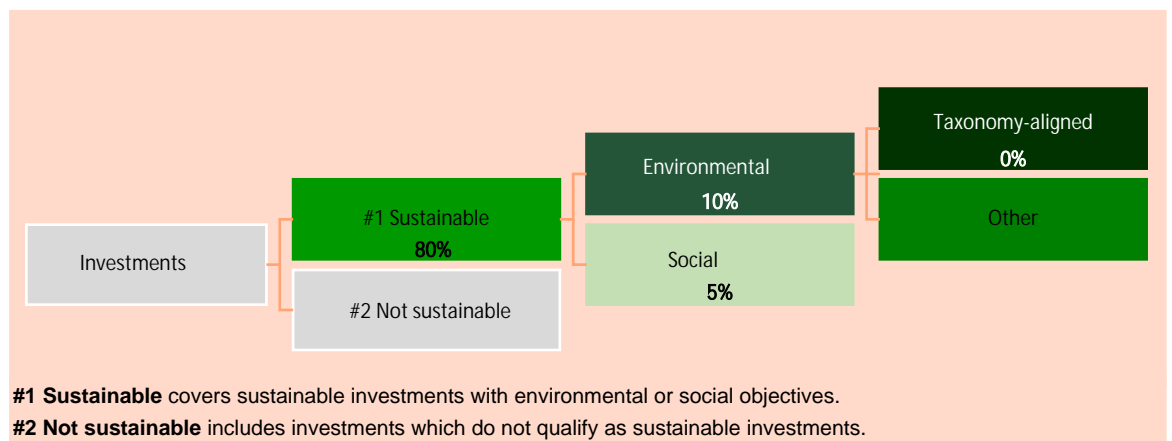 Taxonomy-aligned
0%
Environmental
10%
#1 Sustainable
80%
Other
Social
5%
Investments
#2 Not sustainable
#1 Sustainable covers sustainable investments with environmental or social objectives.
#2 Not sustainable includes investments which do not qualify as sustainable investments.